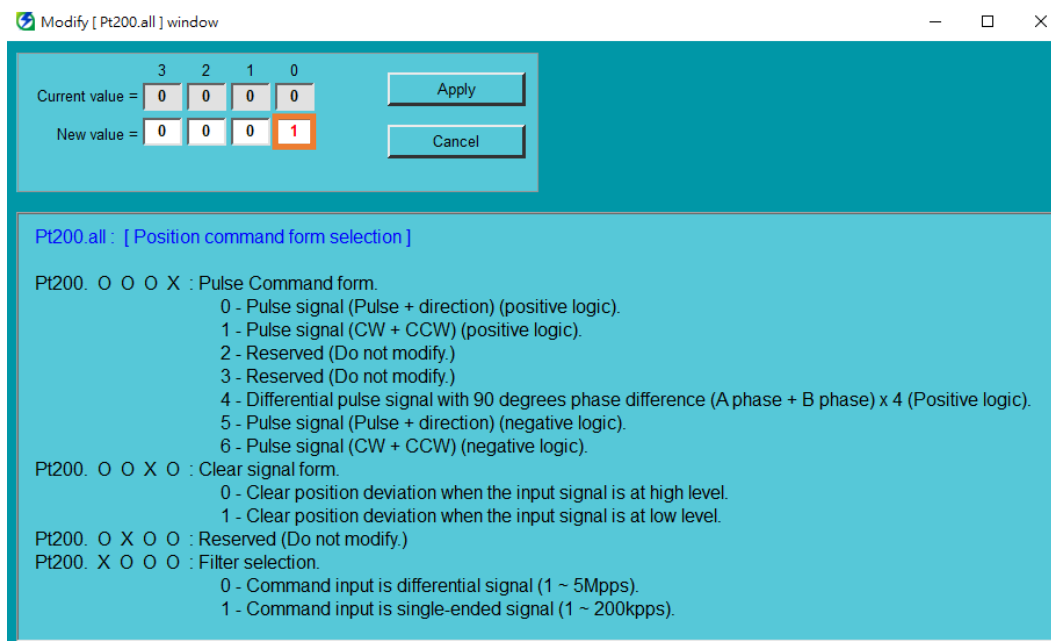 Modify [ Pt200.all ] window
3 2 1 0
Current value = 0 0 0 0
Apply
New value = 0 0 0 1
Cancel
Pt200.all : [ Position command form selection ]
Pt200. O O O X : Pulse Command form.
0 - Pulse signal (Pulse + direction) (positive logic).
1 - Pulse signal (CW + CCW) (positive logic).
2 - Reserved (Do not modify.)
3 - Reserved (Do not modify.)
4 - Differential pulse signal with 90 degrees phase difference (A phase + B phase) x 4 (Positive logic).
5 - Pulse signal (Pulse + direction) (negative logic).
6 - Pulse signal (CW + CCW) (negative logic).
Pt200. O O X O : Clear signal form.
0 - Clear position deviation when the input signal is at high level.
1 - Clear position deviation when the input signal is at low level.
Pt200. O X O O : Reserved (Do not modify.)
Pt200. X O O O : Filter selection.
0 - Command input is differential signal (1 ~ 5Mpps).
1 - Command input is single-ended signal (1 ~ 200kpps).